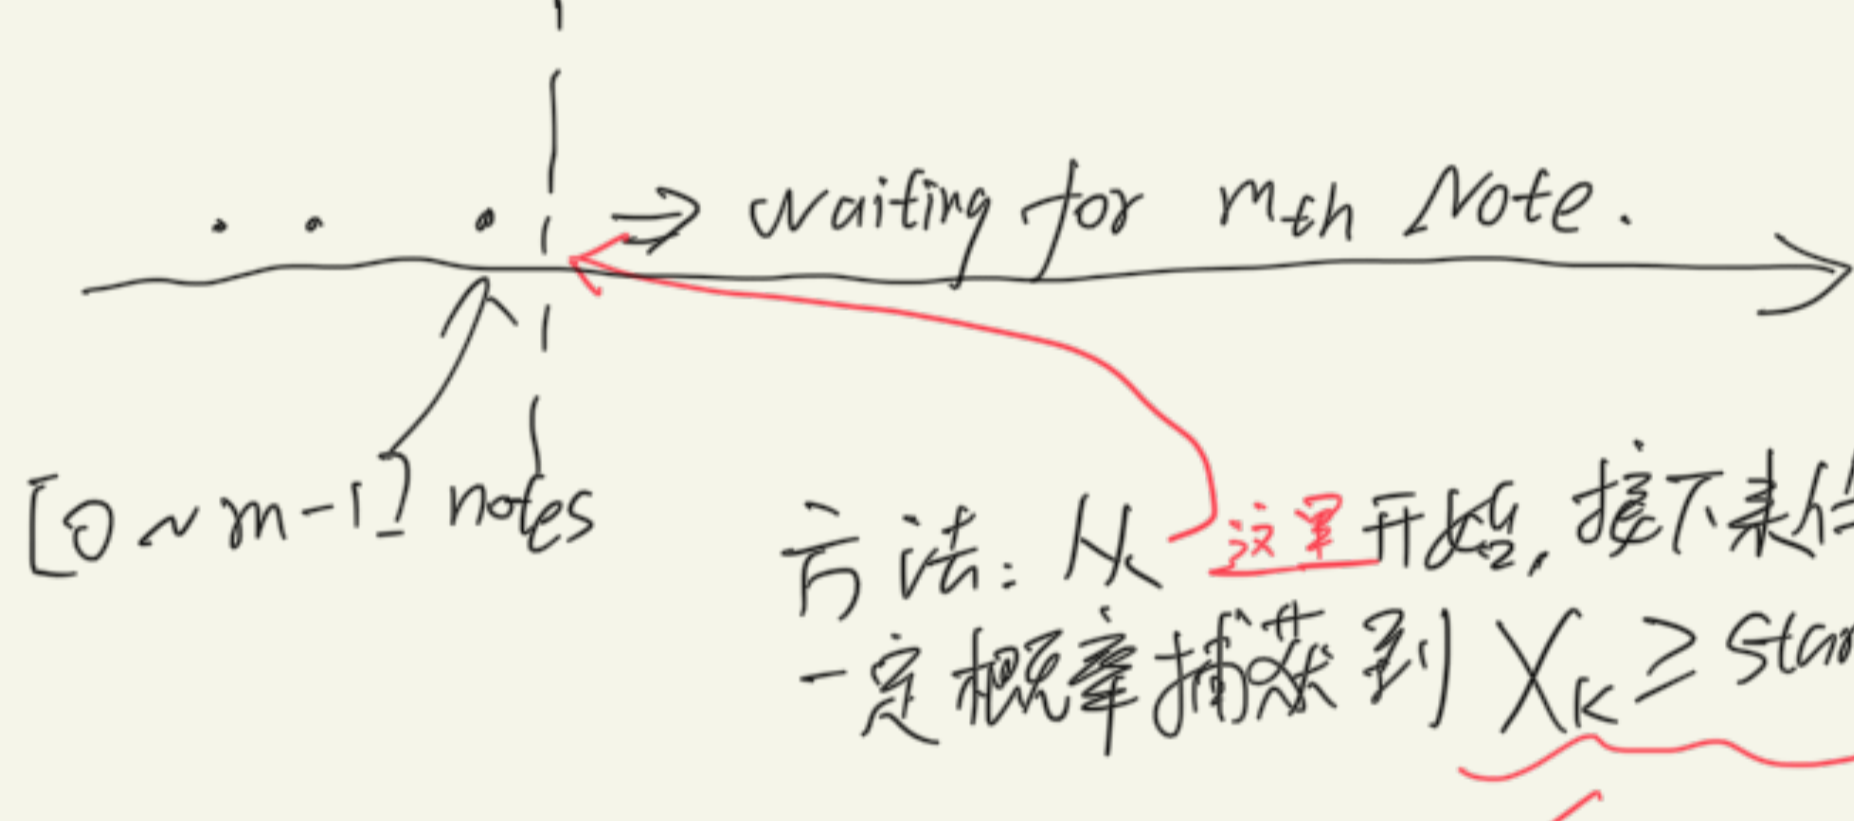 waiting for mth Note.
[0~m-1] notes
方法: 从 这里开始, 接下来
一定概率捕获到 XK ≥